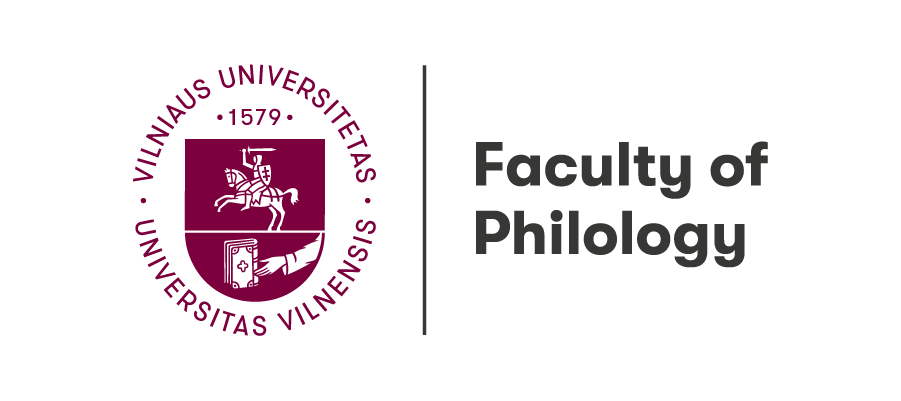 VILNIAUS UNIVERSITETAS
• 1579 •
• UNIVERSITAS VILNENSIS •
Faculty of
Philology